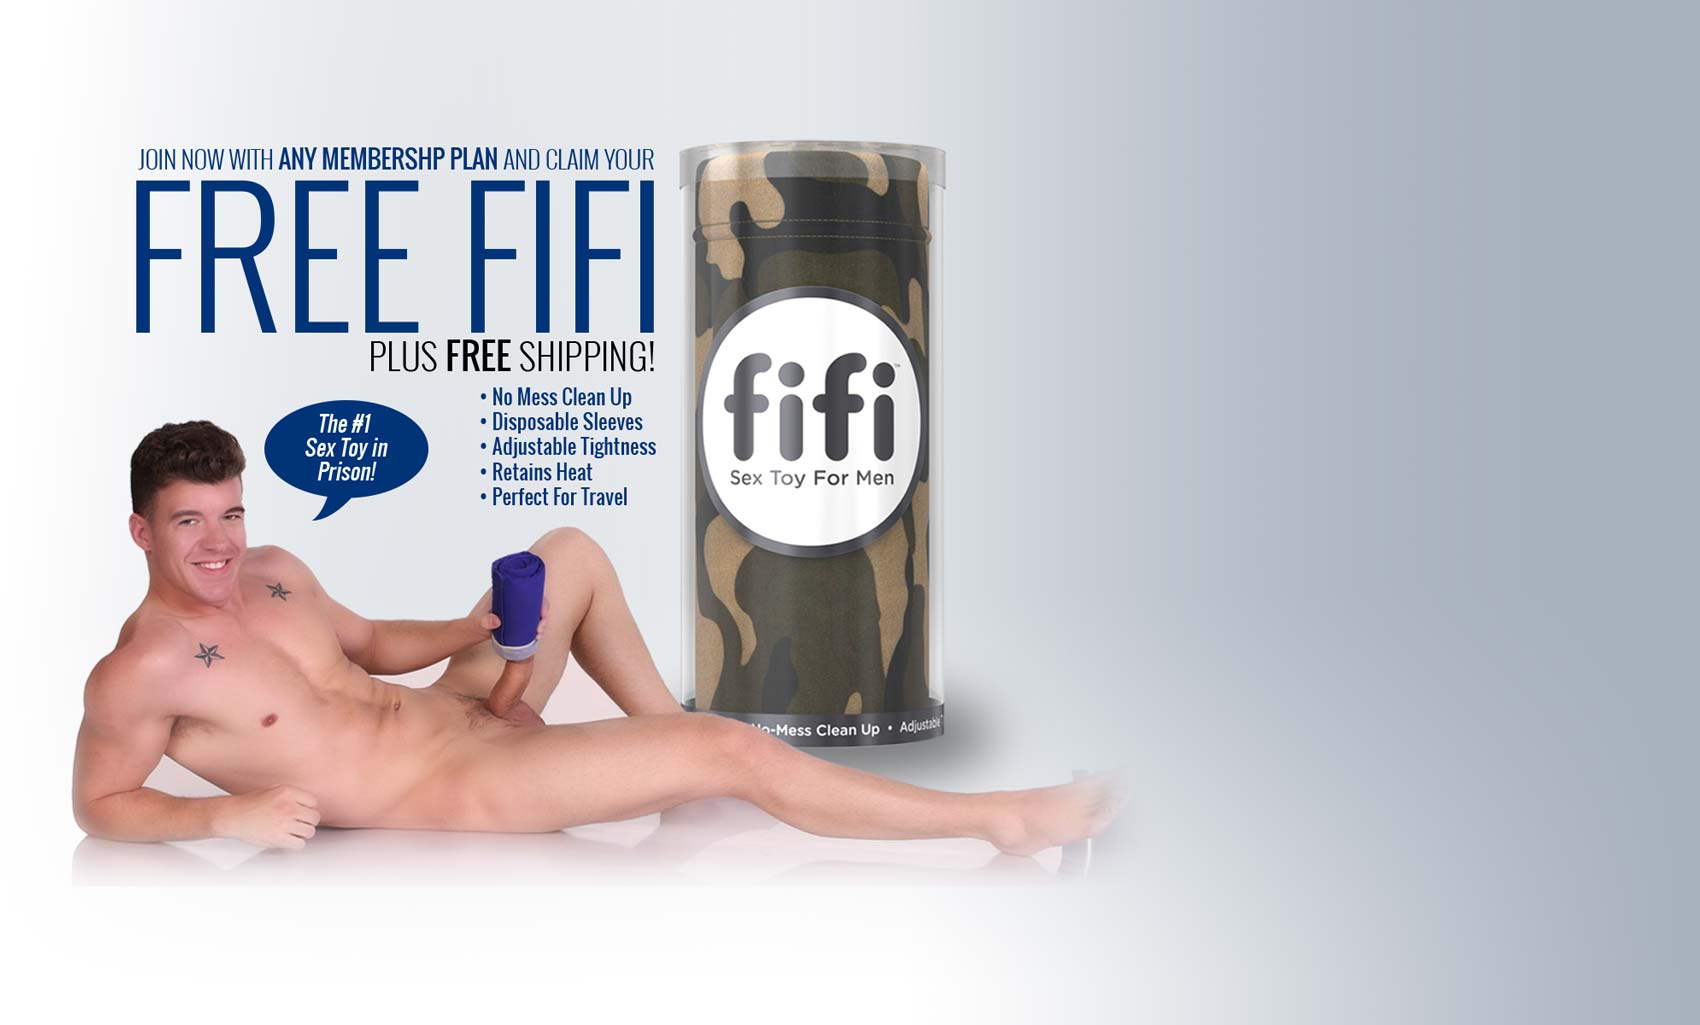 JOIN NOW WITH ANY MEMBERSHP PLAN AND CLAIM YOUR
FREE FIFI
PLUS FREE SHIPPING!
• No Mess Clean Up
• Disposable Sleeves
• Adjustable Tightness
• Retains Heat
• Perfect For Travel
The #1
Sex Toy in
Prison!
fifi™
Sex Toy For Men
No-Mess Clean Up • Adjustable